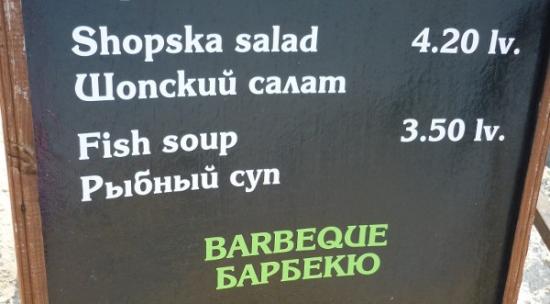 Shopska salad 4.20 lv.
Шопский салат
Fish soup 3.50 lv.
Рыбный суп
BARBEQUE
БАРБЕКЮ